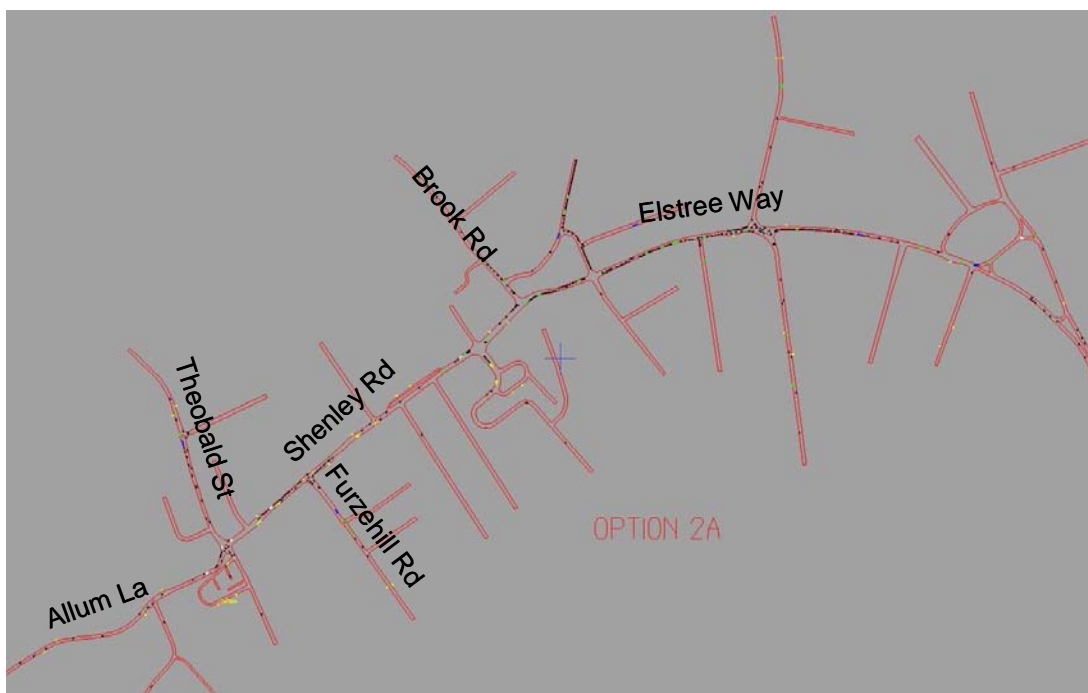 Brook Rd
Elstree Way
Theobald St
Shenley Rd
Furzehill Rd
OPTION 2A
Allum La